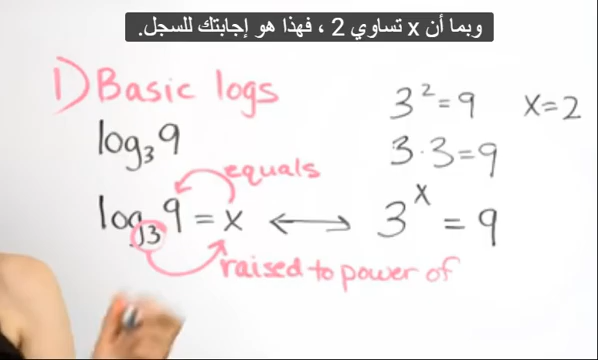 وبما أن x تساوي 2 ، فهذا هو إجابتك للسجل.
1) Basic logs
log₃9
equals
log₃9 = x ⟷ 3ˣ = 9
raised to power of
3² = 9 x = 2
3 · 3 = 9